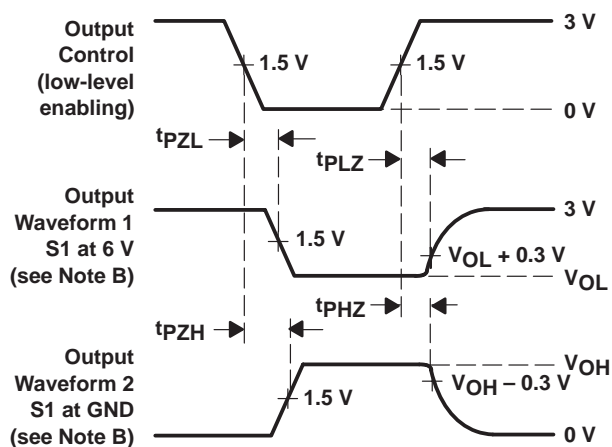 Output
Control
(low-level
enabling)
3 V
1.5 V
1.5 V
0 V
tPZL
tPLZ
Output
Waveform 1
S1 at 6 V
(see Note B)
3 V
1.5 V
VOL + 0.3 V
VOL
tPHZ
tPZH
Output
Waveform 2
S1 at GND
(see Note B)
VOH
VOH – 0.3 V
1.5 V
0 V